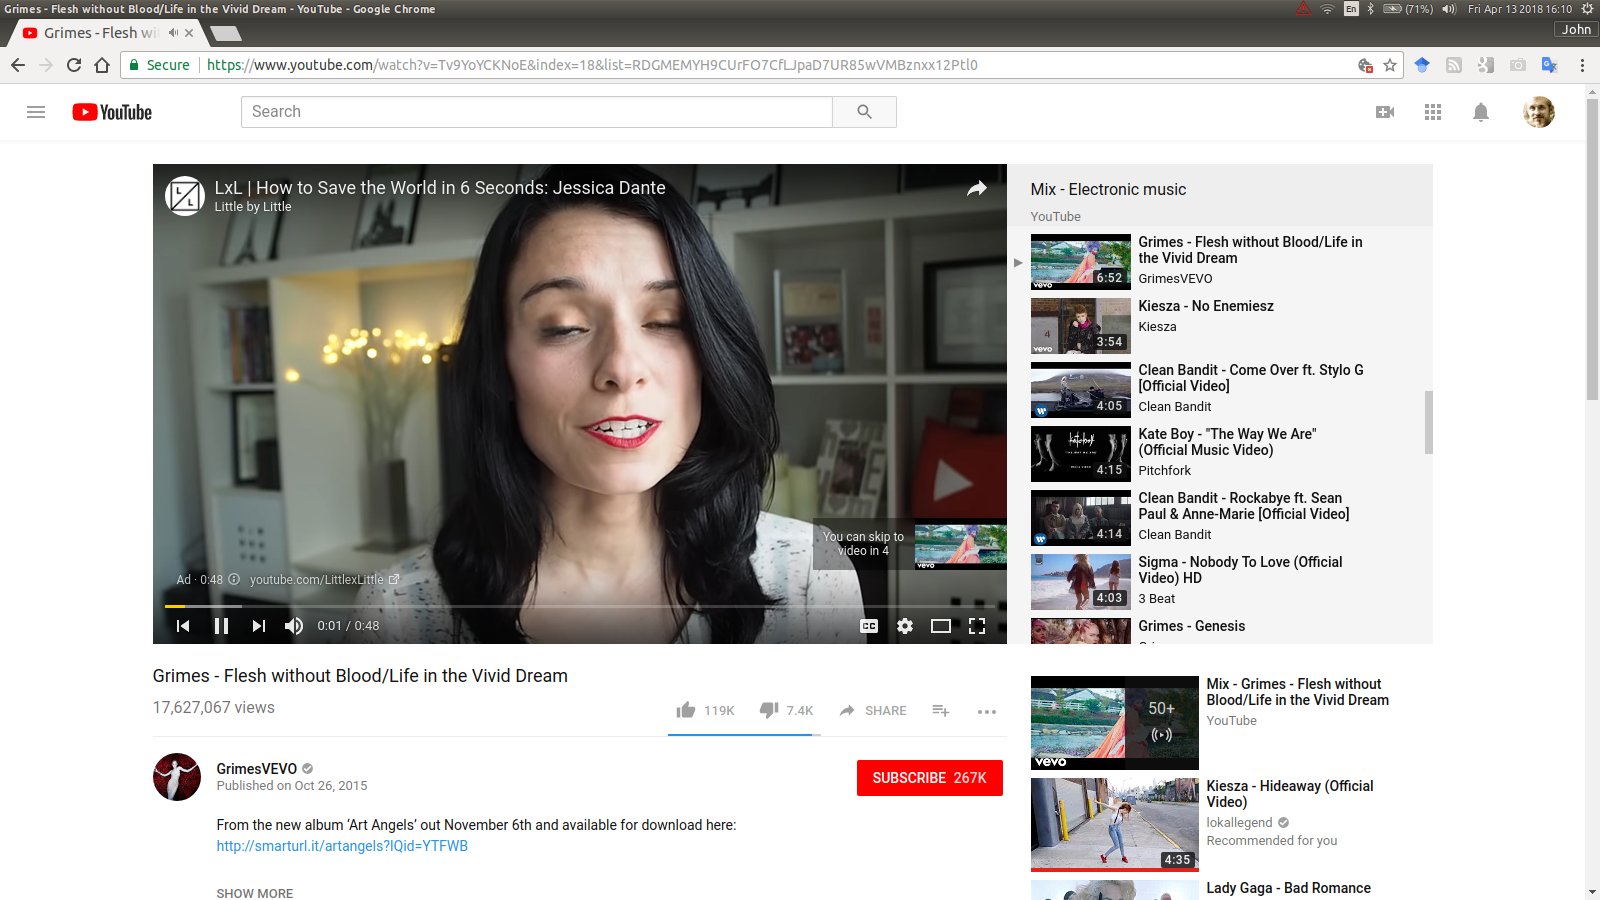 Grimes - Flesh without Blood/Life in the Vivid Dream - YouTube - Google Chrome
En
(71%)
Fri Apr 13 2018 16:10
Grimes - Flesh wi
John
Secure
https://www.youtube.com/watch?v=Tv9YoYCKNoE&index=18&list=RDGMEMYH9CUrFO7CfLJpaD7UR85wVMBznxx12Ptl0
YouTube
Search
L L
LxL | How to Save the World in 6 Seconds: Jessica Dante
Little by Little
You can skip to
video in 4
vevo
Ad · 0:48
youtube.com/LittlexLittle
0:01 / 0:48
CC
Mix - Electronic music
YouTube
Grimes - Flesh without Blood/Life in
the Vivid Dream
GrimesVEVO
6:52
vevo
Kiesza - No Enemiesz
Kiesza
4
3:54
vevo
Clean Bandit - Come Over ft. Stylo G
[Official Video]
Clean Bandit
4:05
Kate Boy - "The Way We Are"
(Official Music Video)
Pitchfork
4:15
Clean Bandit - Rockabye ft. Sean
Paul & Anne-Marie [Official Video]
Clean Bandit
4:14
Sigma - Nobody To Love (Official
Video) HD
3 Beat
4:03
Grimes - Genesis
Grimes - Flesh without Blood/Life in the Vivid Dream
17,627,067 views
119K
7.4K
SHARE
GrimesVEVO
Published on Oct 26, 2015
SUBSCRIBE 267K
From the new album ‘Art Angels’ out November 6th and available for download here:
http://smarturl.it/artangels?IQid=YTFWB
SHOW MORE
50+
vevo
Mix - Grimes - Flesh without
Blood/Life in the Vivid Dream
YouTube
Kiesza - Hideaway (Official
Video)
lokallegend
Recommended for you
4:35
Lady Gaga - Bad Romance